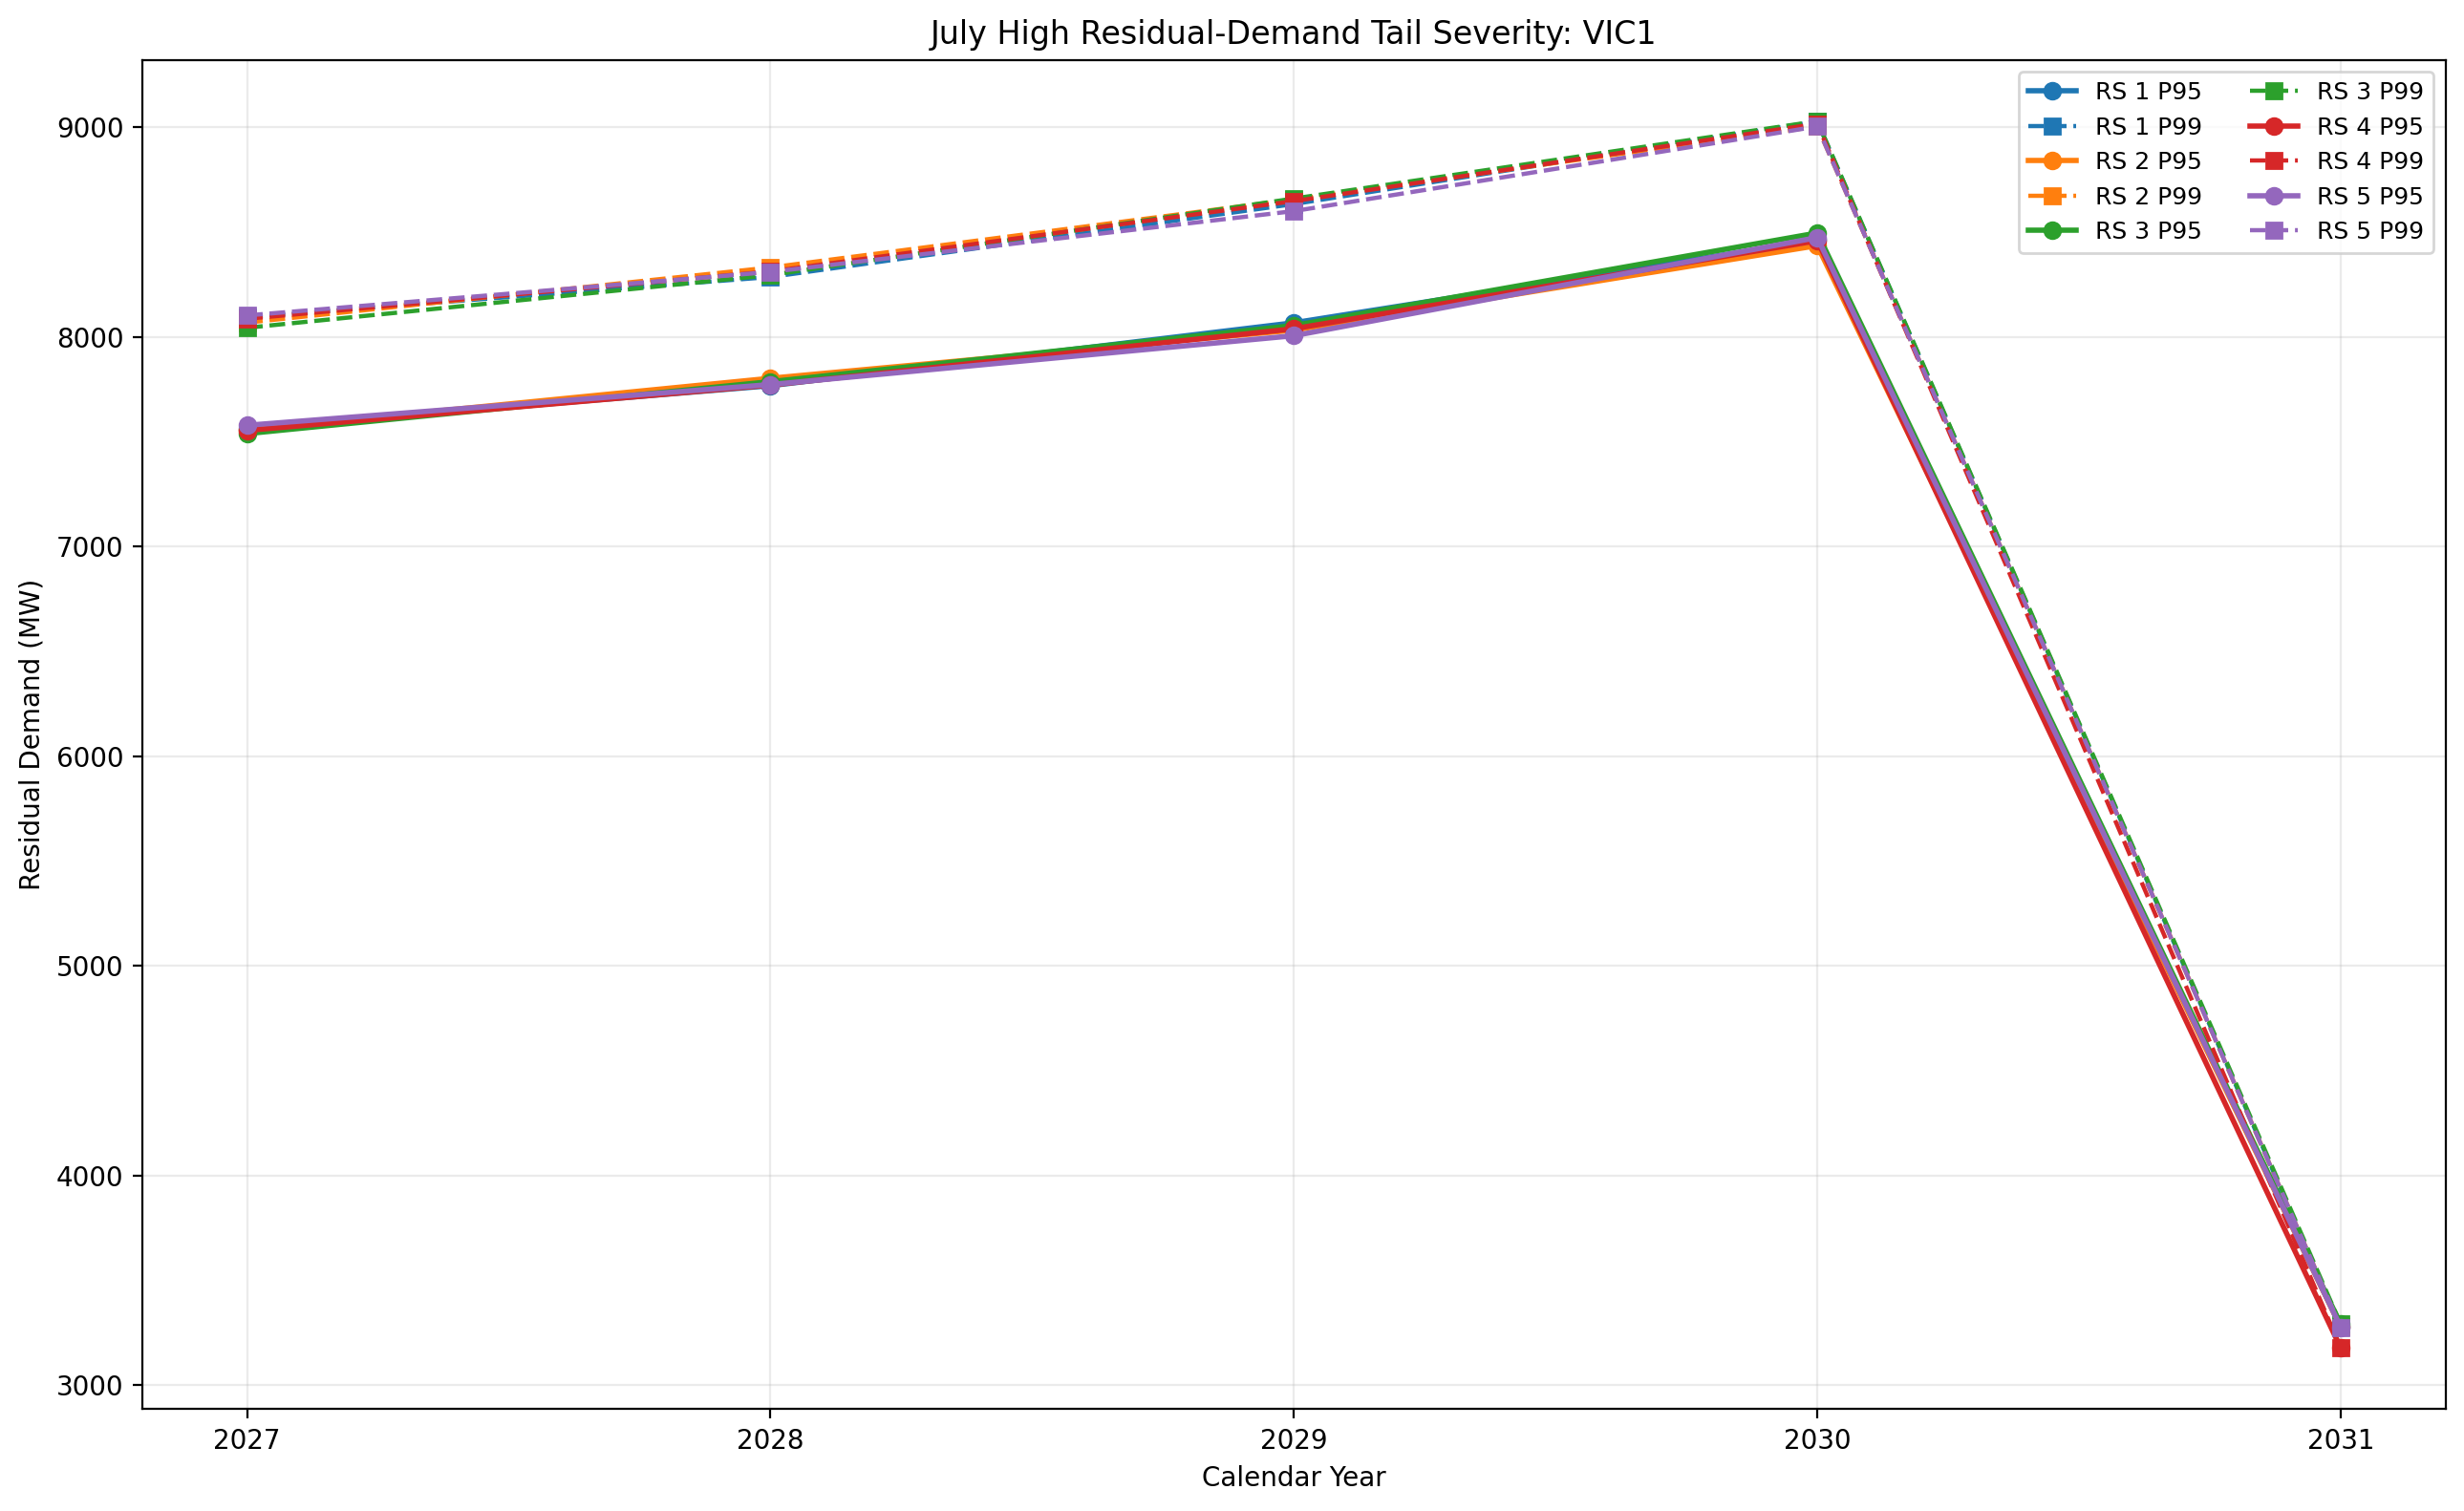 July High Residual-Demand Tail Severity: VIC1
RS 1 P95
RS 1 P99
RS 2 P95
RS 2 P99
RS 3 P95
RS 3 P99
RS 4 P95
RS 4 P99
RS 5 P95
RS 5 P99
Residual Demand (MW)
9000
8000
7000
6000
5000
4000
3000
2027
2028
2029
2030
2031
Calendar Year